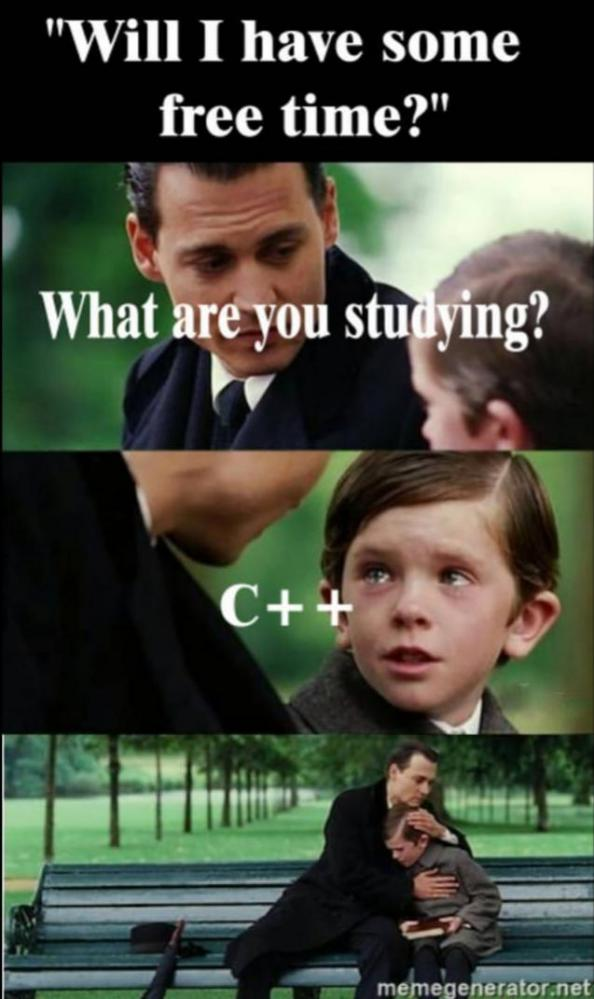 "Will I have some
free time?"
What are you studying?
C++
memegenerator.net